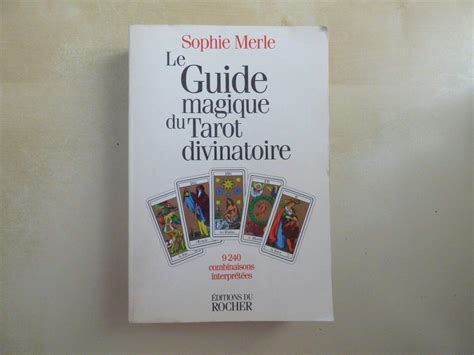 Sophie Merle
Le
Guide
magique
du Tarot
divinatoire
9 240
combinaisons
interprétées
ÉDITIONS DU
ROCHER